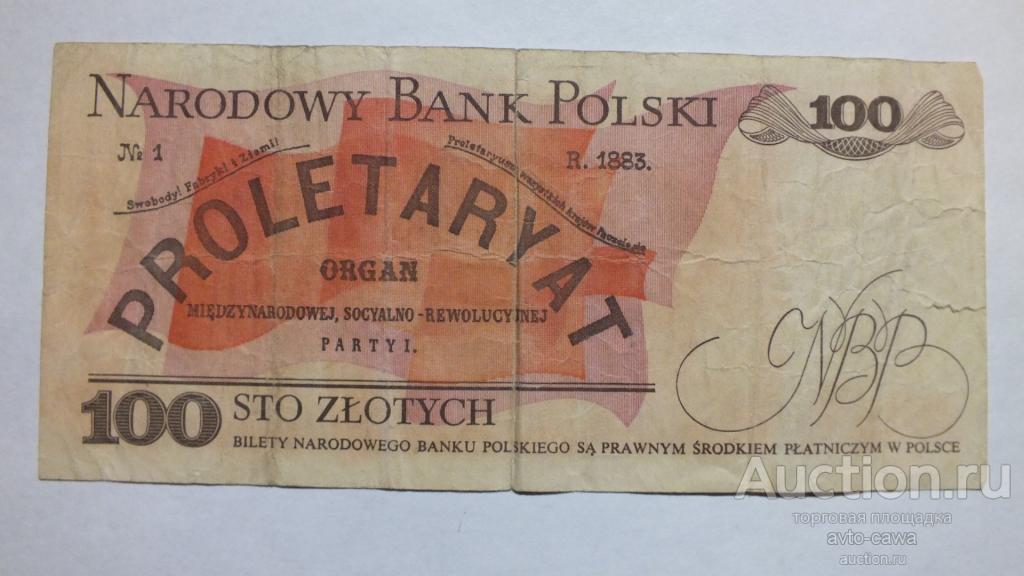 NARODOWY BANK POLSKI
100
№ 1
R. 1883.
Swobody! Fabryki i Ziemi!
Proletaryusze wszystkich krajów łączcie się
PROLETARYAT
ORGAN
MIĘDZYNARODOWEJ, SOCYALNO-REWOLUCYJNEJ
PARTYI.
NBP
100 STO ZŁOTYCH
BILETY NARODOWEGO BANKU POLSKIEGO SĄ PRAWNYM ŚRODKIEM PŁATNICZYM W POLSCE
Auction.ru
торговая площадка
avto-cawa
auction.ru